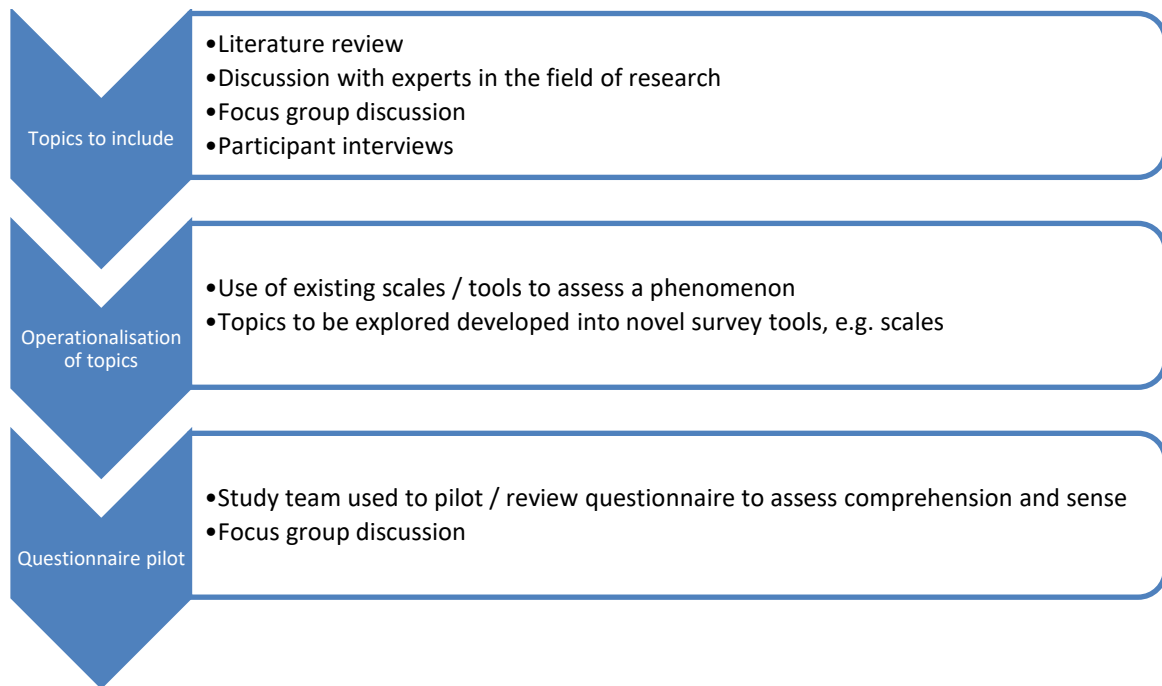 Topics to include
•Literature review
•Discussion with experts in the field of research
•Focus group discussion
•Participant interviews
Operationalisation
of topics
•Use of existing scales / tools to assess a phenomenon
•Topics to be explored developed into novel survey tools, e.g. scales
Questionnaire pilot
•Study team used to pilot / review questionnaire to assess comprehension and sense
•Focus group discussion